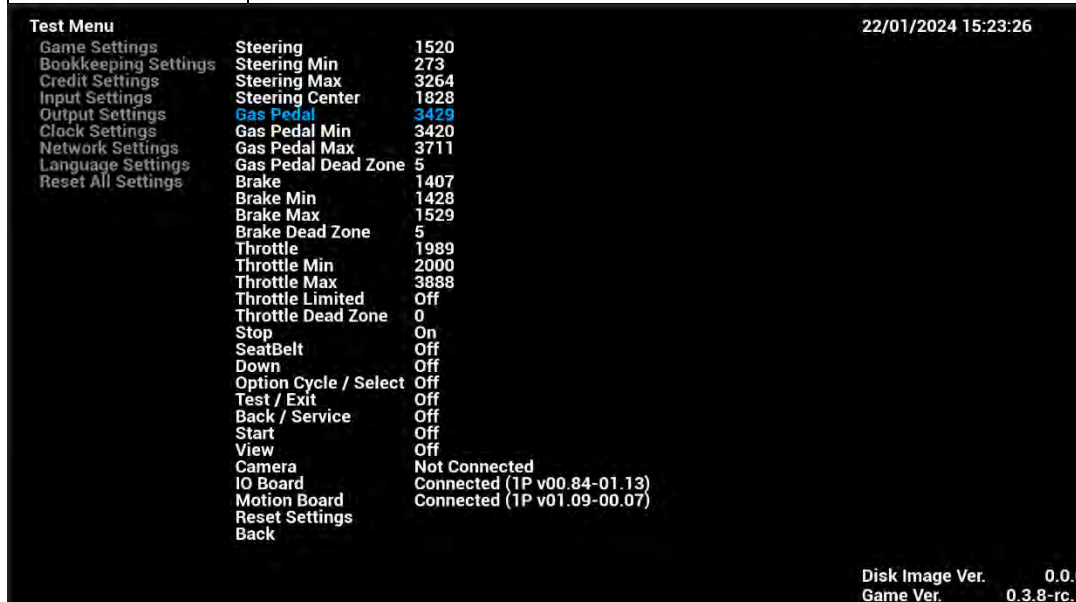 Test Menu 22/01/2024 15:23:26
Game Settings Steering 1520
Bookkeeping Settings Steering Min 273
Credit Settings Steering Max 3264
Input Settings Steering Center 1828
Output Settings Gas Pedal 3429
Clock Settings Gas Pedal Min 3420
Network Settings Gas Pedal Max 3711
Language Settings Gas Pedal Dead Zone 5
Reset All Settings Brake 1407
Brake Min 1428
Brake Max 1529
Brake Dead Zone 5
Throttle 1989
Throttle Min 2000
Throttle Max 3888
Throttle Limited Off
Throttle Dead Zone 0
Stop On
SeatBelt Off
Down Off
Option Cycle / Select Off
Test / Exit Off
Back / Service Off
Start Off
View Off
Camera Not Connected
IO Board Connected (1P v00.84-01.13)
Motion Board Connected (1P v01.09-00.07)
Reset Settings
Back
Disk Image Ver. 0.0.
Game Ver. 0.3.8-rc.